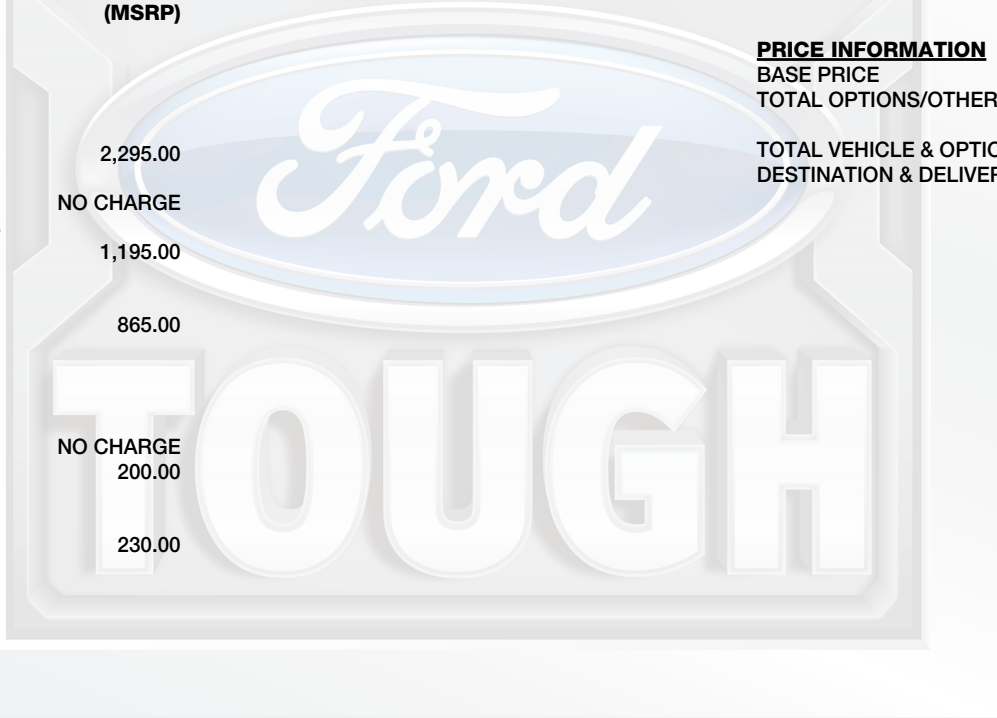 (MSRP)
2,295.00
NO CHARGE
1,195.00
865.00
NO CHARGE
200.00
230.00
PRICE INFORMATION
BASE PRICE
TOTAL OPTIONS/OTHER
TOTAL VEHICLE & OPTIO
DESTINATION & DELIVER
Ford
TOUGH